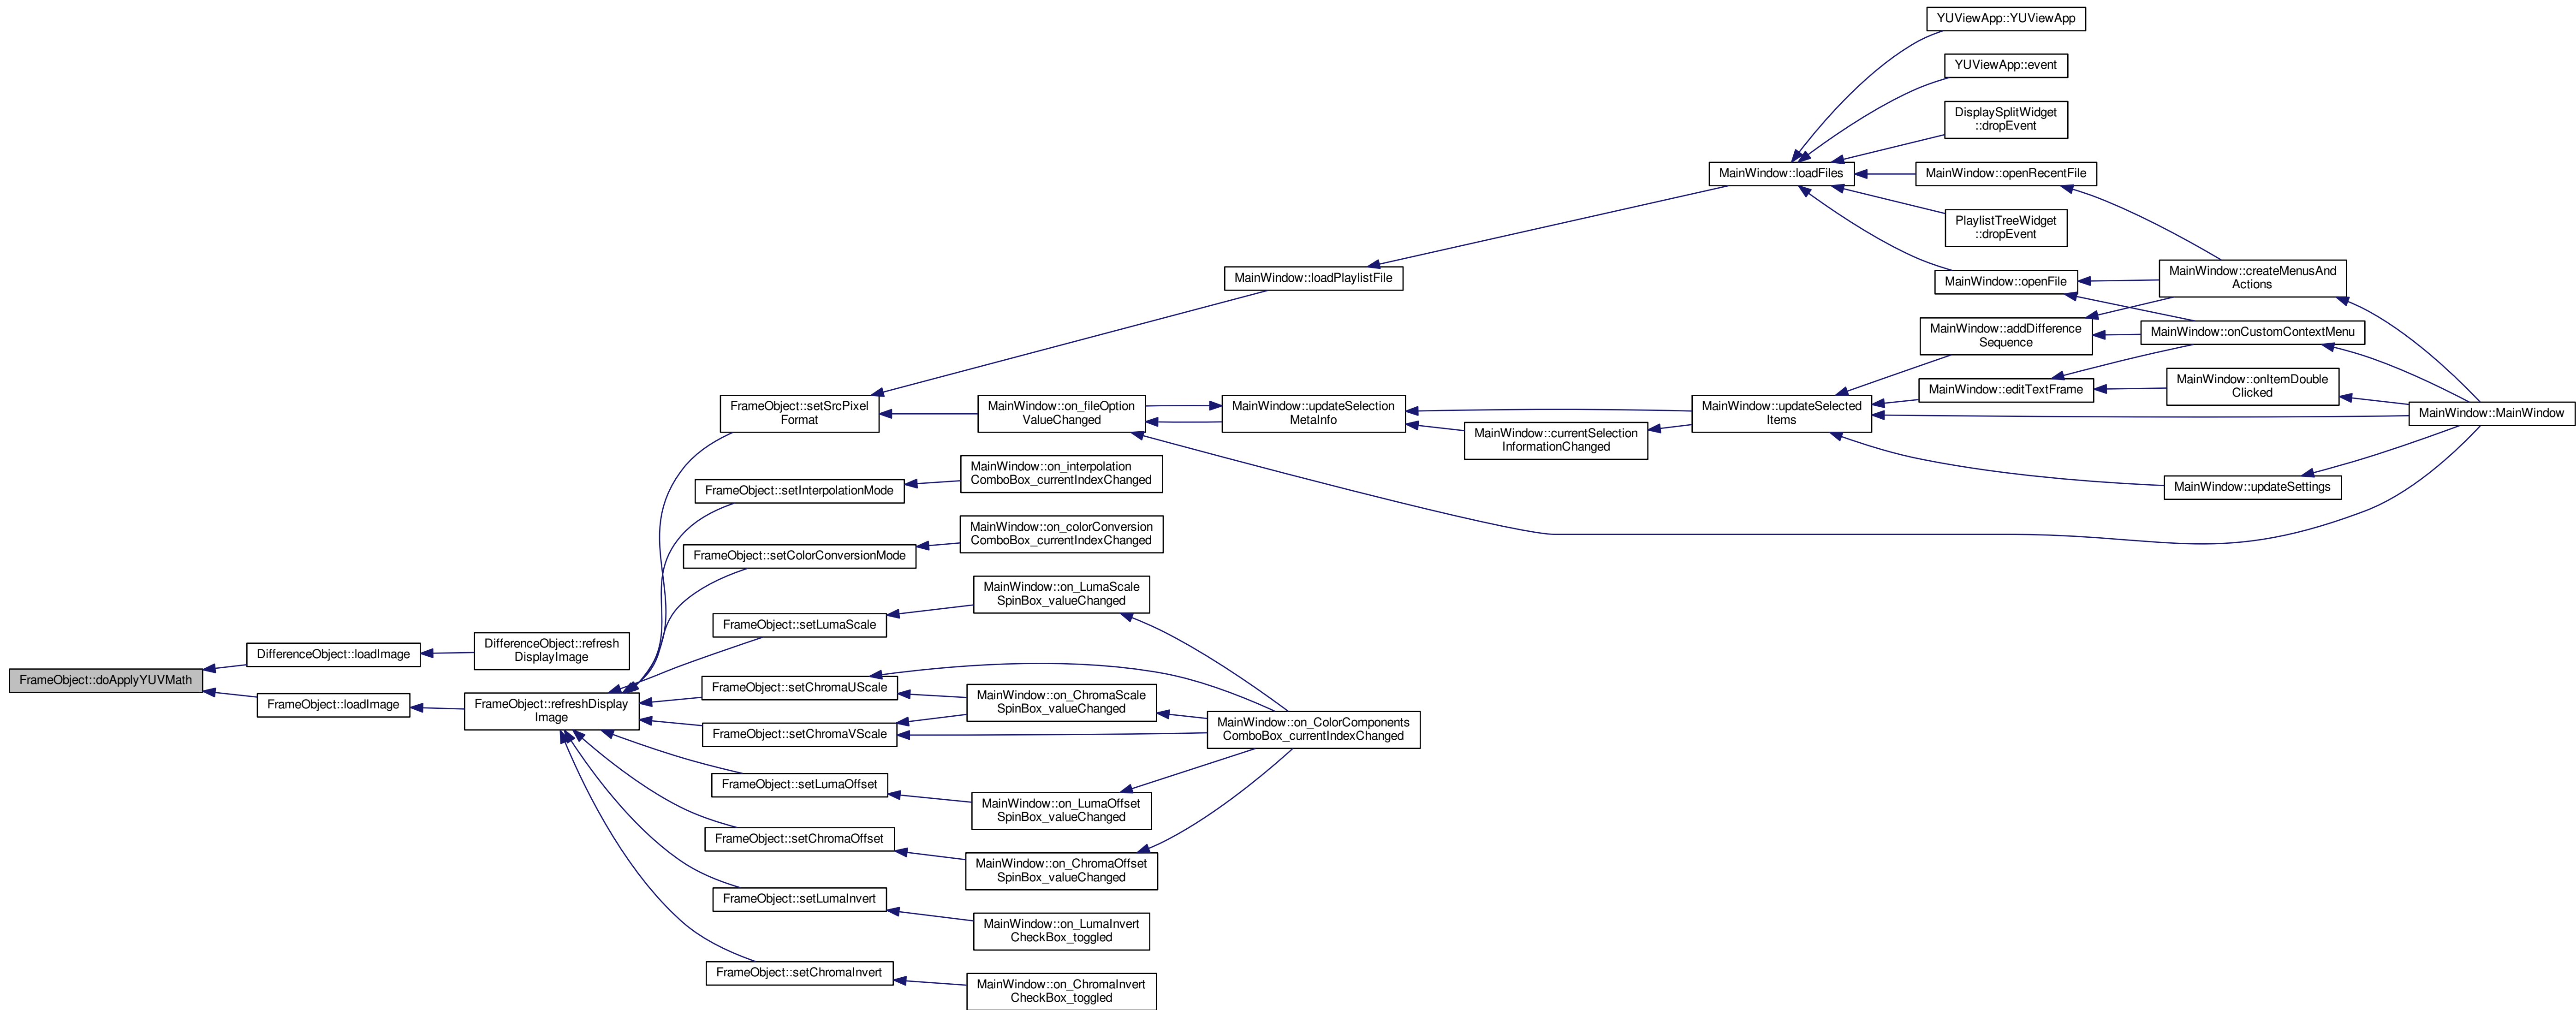 YUViewApp::YUViewApp
YUViewApp::event
DisplaySplitWidget
::dropEvent
MainWindow::loadFiles
MainWindow::openRecentFile
PlaylistTreeWidget
::dropEvent
MainWindow::loadPlaylistFile
MainWindow::openFile
MainWindow::createMenusAnd
Actions
MainWindow::addDifference
Sequence
MainWindow::onCustomContextMenu
FrameObject::setSrcPixel
Format
MainWindow::on_fileOption
ValueChanged
MainWindow::updateSelection
MetaInfo
MainWindow::currentSelection
InformationChanged
MainWindow::updateSelected
Items
MainWindow::editTextFrame
MainWindow::onItemDouble
Clicked
MainWindow::MainWindow
MainWindow::updateSettings
FrameObject::setInterpolationMode
MainWindow::on_interpolation
ComboBox_currentIndexChanged
FrameObject::setColorConversionMode
MainWindow::on_colorConversion
ComboBox_currentIndexChanged
FrameObject::setLumaScale
MainWindow::on_LumaScale
SpinBox_valueChanged
FrameObject::doApplyYUVMath
DifferenceObject::loadImage
DifferenceObject::refresh
DisplayImage
FrameObject::loadImage
FrameObject::refreshDisplay
Image
FrameObject::setChromaUScale
MainWindow::on_ChromaScale
SpinBox_valueChanged
FrameObject::setChromaVScale
MainWindow::on_ColorComponents
ComboBox_currentIndexChanged
FrameObject::setLumaOffset
MainWindow::on_LumaOffset
SpinBox_valueChanged
FrameObject::setChromaOffset
MainWindow::on_ChromaOffset
SpinBox_valueChanged
FrameObject::setLumaInvert
MainWindow::on_LumaInvert
CheckBox_toggled
FrameObject::setChromaInvert
MainWindow::on_ChromaInvert
CheckBox_toggled